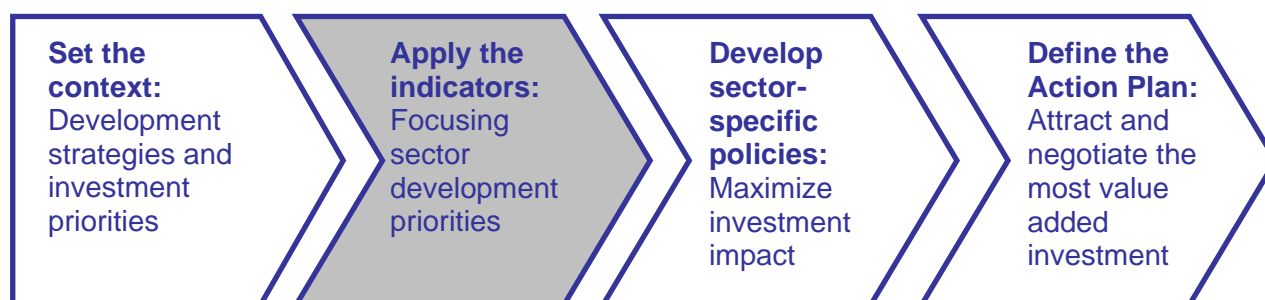 Set the
context:
Development
strategies and
investment
priorities
Apply the
indicators:
Focusing
sector
development
priorities
Develop
sector-
specific
policies:
Maximize
investment
impact
Define the
Action Plan:
Attract and
negotiate the
most value
added
investment